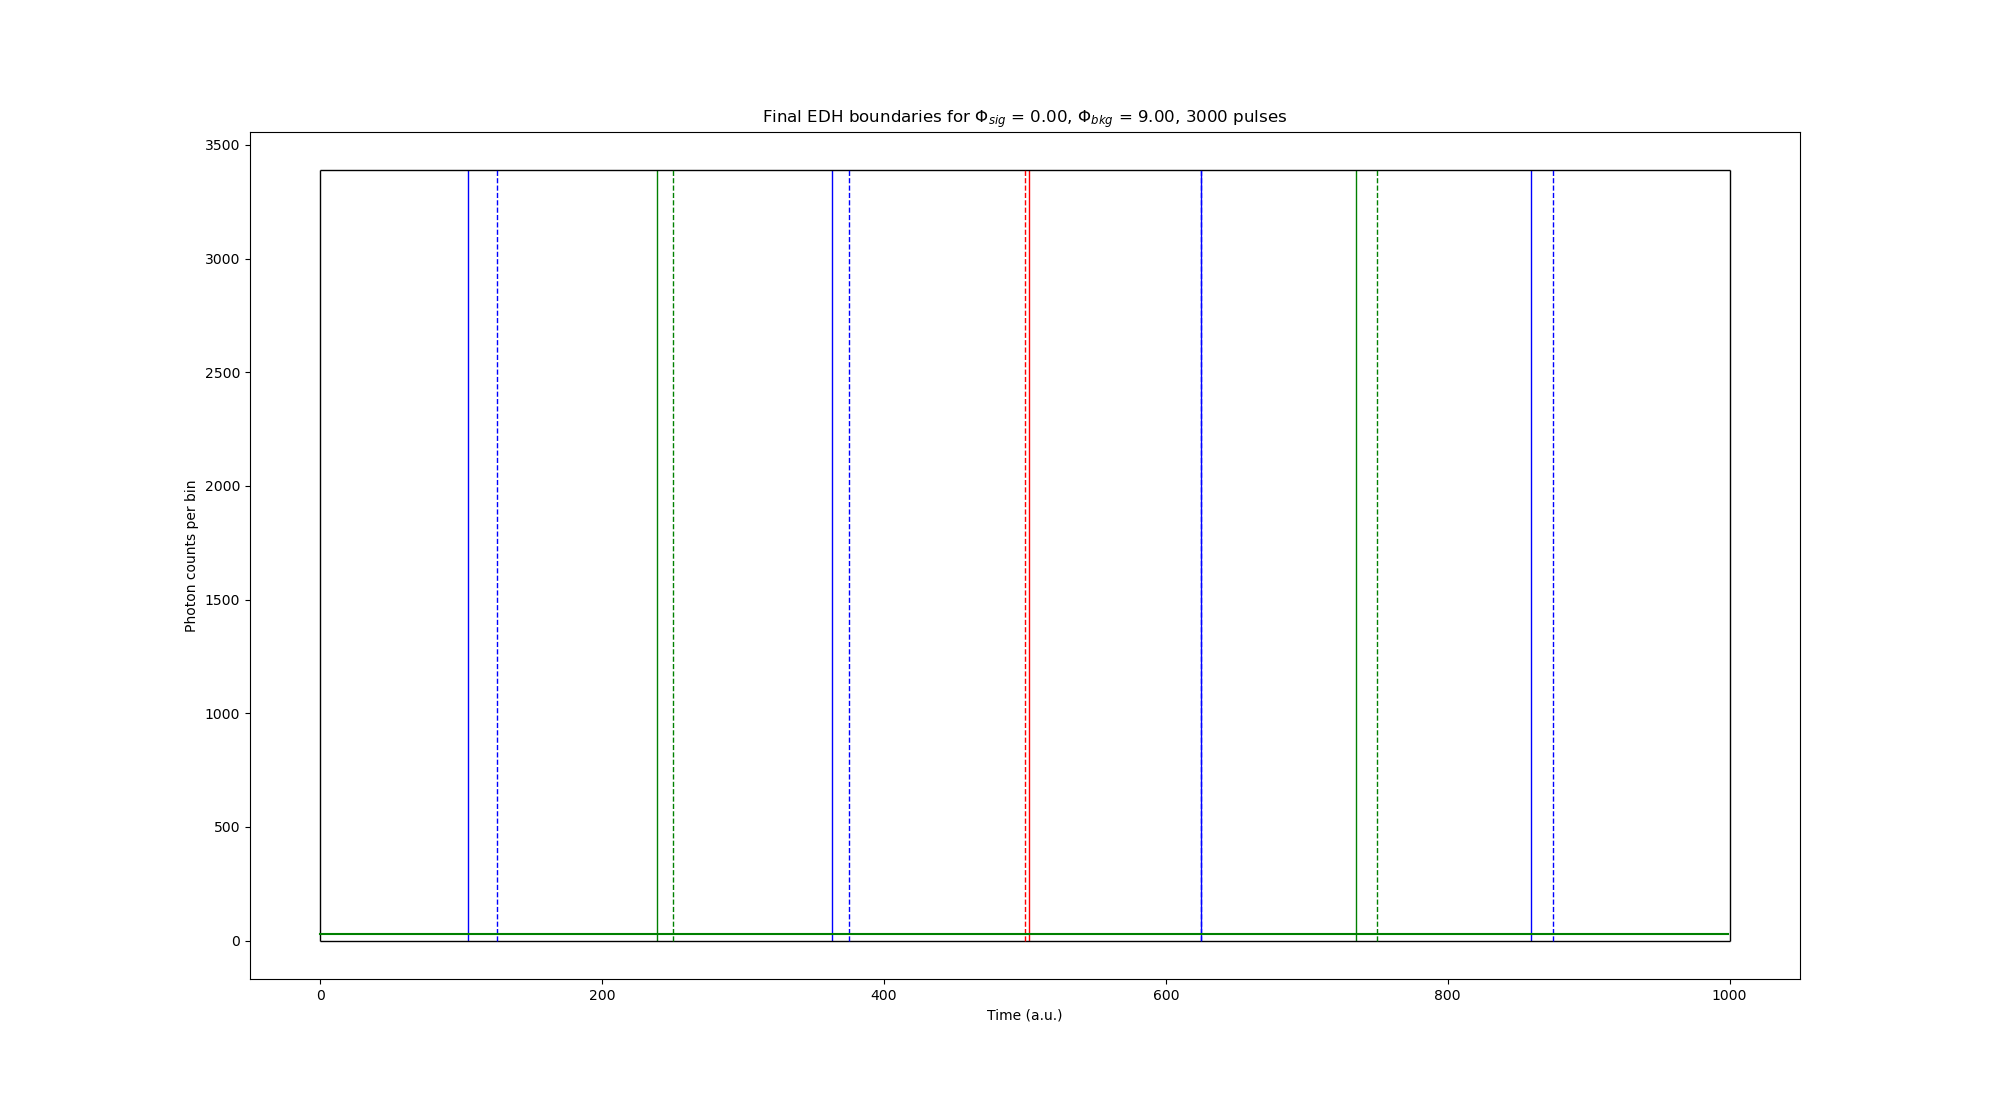 Final EDH boundaries for Φsig = 0.00, Φbkg = 9.00, 3000 pulses
3500
3000
2500
2000
1500
1000
500
0
Photon counts per bin
0 200 400 600 800 1000
Time (a.u.)